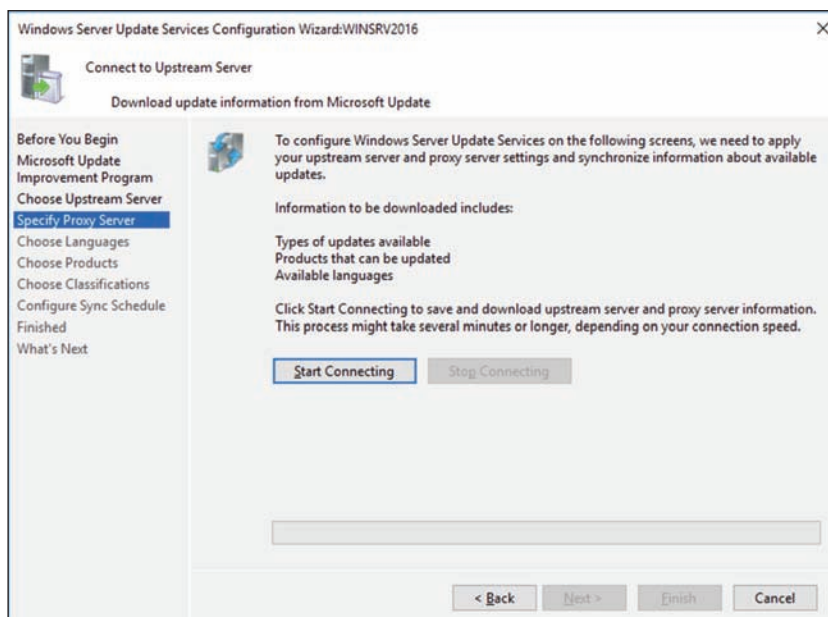 Windows Server Update Services Configuration Wizard:WINSRV2016
Connect to Upstream Server
Download update information from Microsoft Update
Before You Begin
Microsoft Update
Improvement Program
Choose Upstream Server
Specify Proxy Server
Choose Languages
Choose Products
Choose Classifications
Configure Sync Schedule
Finished
What's Next
To configure Windows Server Update Services on the following screens, we need to apply
your upstream server and proxy server settings and synchronize information about available
updates.
Information to be downloaded includes:
Types of updates available
Products that can be updated
Available languages
Click Start Connecting to save and download upstream server and proxy server information.
This process might take several minutes or longer, depending on your connection speed.
Start Connecting
Stop Connecting
< Back
Next >
Finish
Cancel